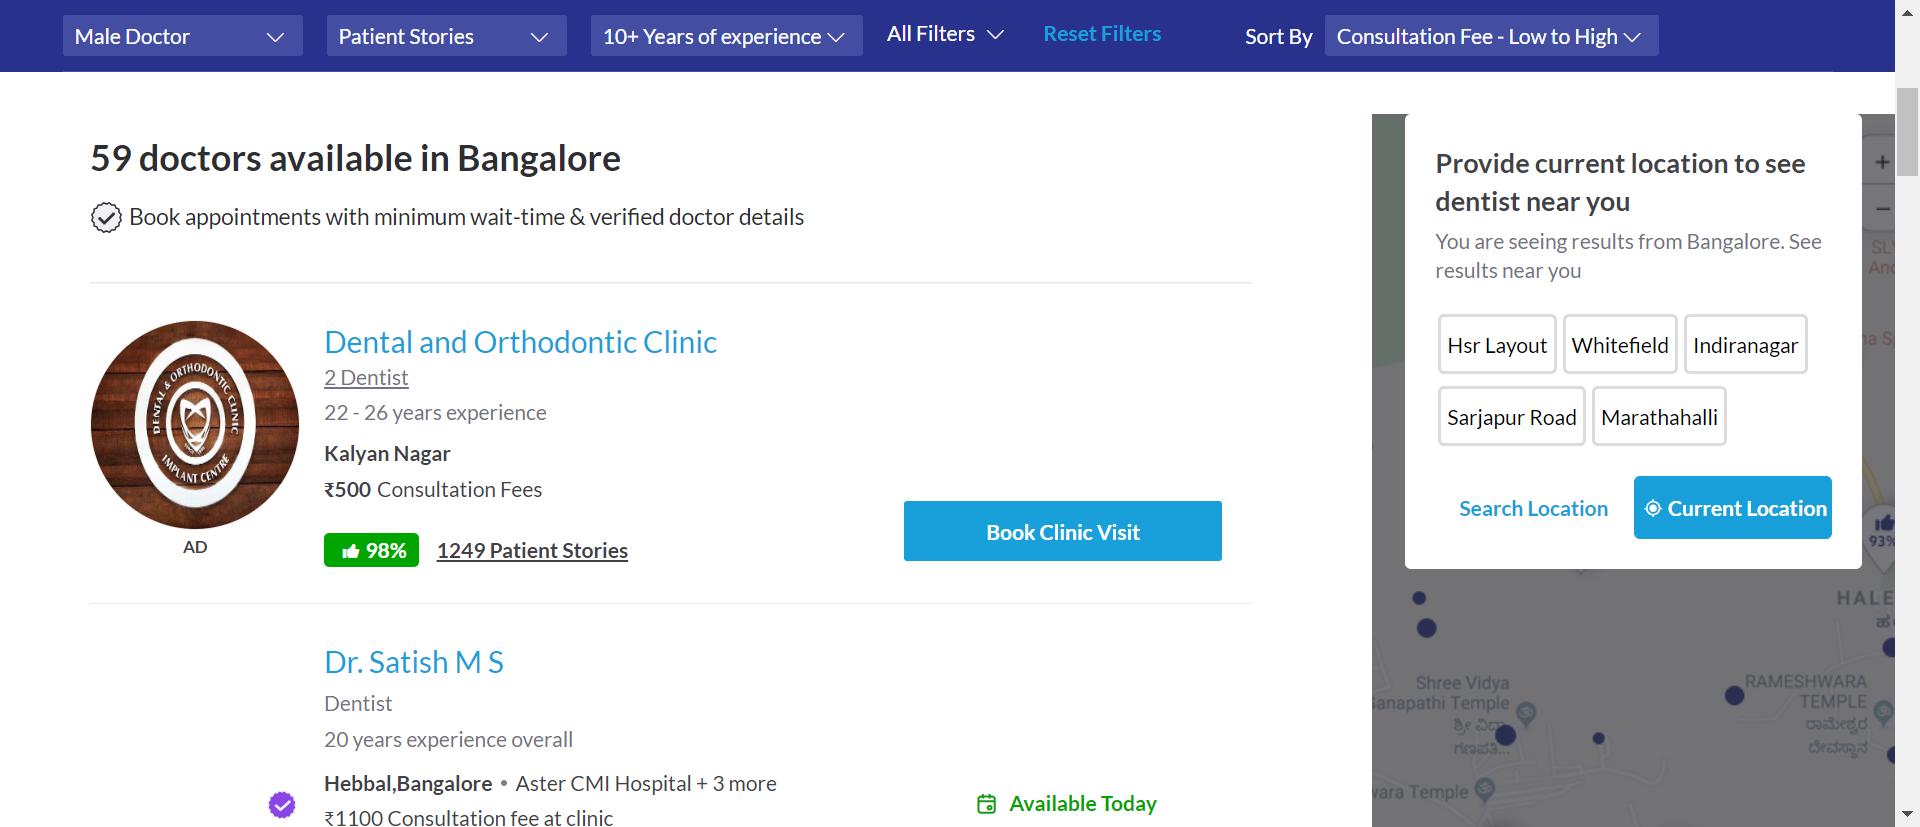 Male Doctor
Patient Stories
10+ Years of experience
All Filters
Reset Filters
Sort By
Consultation Fee - Low to High
59 doctors available in Bangalore
Book appointments with minimum wait-time & verified doctor details
DENTAL & ORTHODONTIC CLINIC
IMPLANT CENTRE
AD
Dental and Orthodontic Clinic
2 Dentist
22 - 26 years experience
Kalyan Nagar
₹500 Consultation Fees
98%
1249 Patient Stories
Book Clinic Visit
Dr. Satish M S
Dentist
20 years experience overall
Hebbal,Bangalore • Aster CMI Hospital + 3 more
₹1100 Consultation fee at clinic
Available Today
Provide current location to see
dentist near you
You are seeing results from Bangalore. See
results near you
Hsr Layout
Whitefield
Indiranagar
Sarjapur Road
Marathahalli
Search Location
Current Location
+
−
93%
HALE
Shree Vidya
Ganapathi Temple
ಶ್ರೀ ವಿದ್ಯಾ
ಗಣಪತಿ...
RAMESHWARA
TEMPLE
ರಾಮೇಶ್ವರ
ದೇವಸ್ಥಾನ
Temple